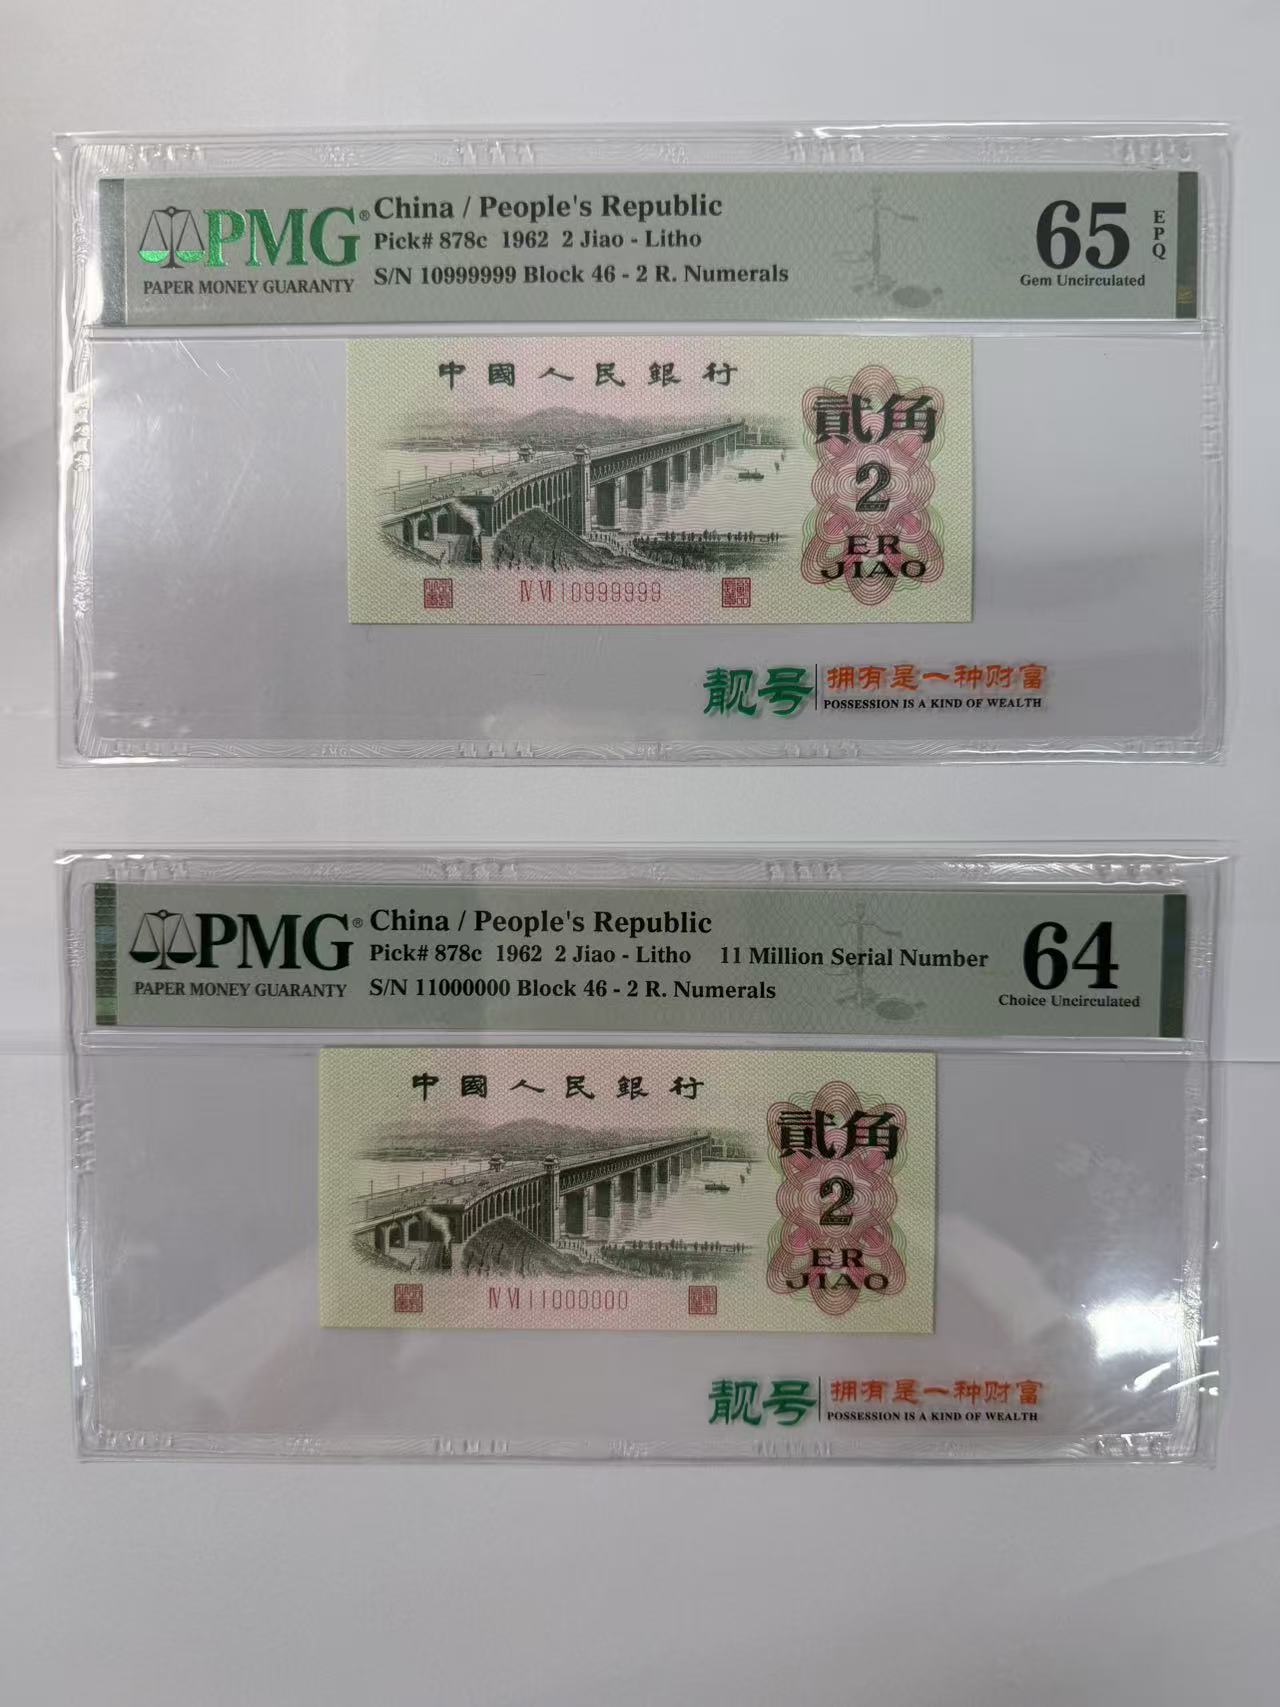 PMG®
PAPER MONEY GUARANTY
China / People's Republic
Pick# 878c 1962 2 Jiao - Litho
S/N 10999999 Block 46 - 2 R. Numerals
65
EPQ
Gem Uncirculated
中國人民銀行
貳角
2
ER
JIAO
Ⅳ Ⅵ 10999999
靓号
拥有是一种财富
POSSESSION IS A KIND OF WEALTH
PMG®
PAPER MONEY GUARANTY
China / People's Republic
Pick# 878c 1962 2 Jiao - Litho 11 Million Serial Number
S/N 11000000 Block 46 - 2 R. Numerals
64
Choice Uncirculated
中國人民銀行
貳角
2
ER
JIAO
Ⅳ Ⅵ 11000000
靓号
拥有是一种财富
POSSESSION IS A KIND OF WEALTH